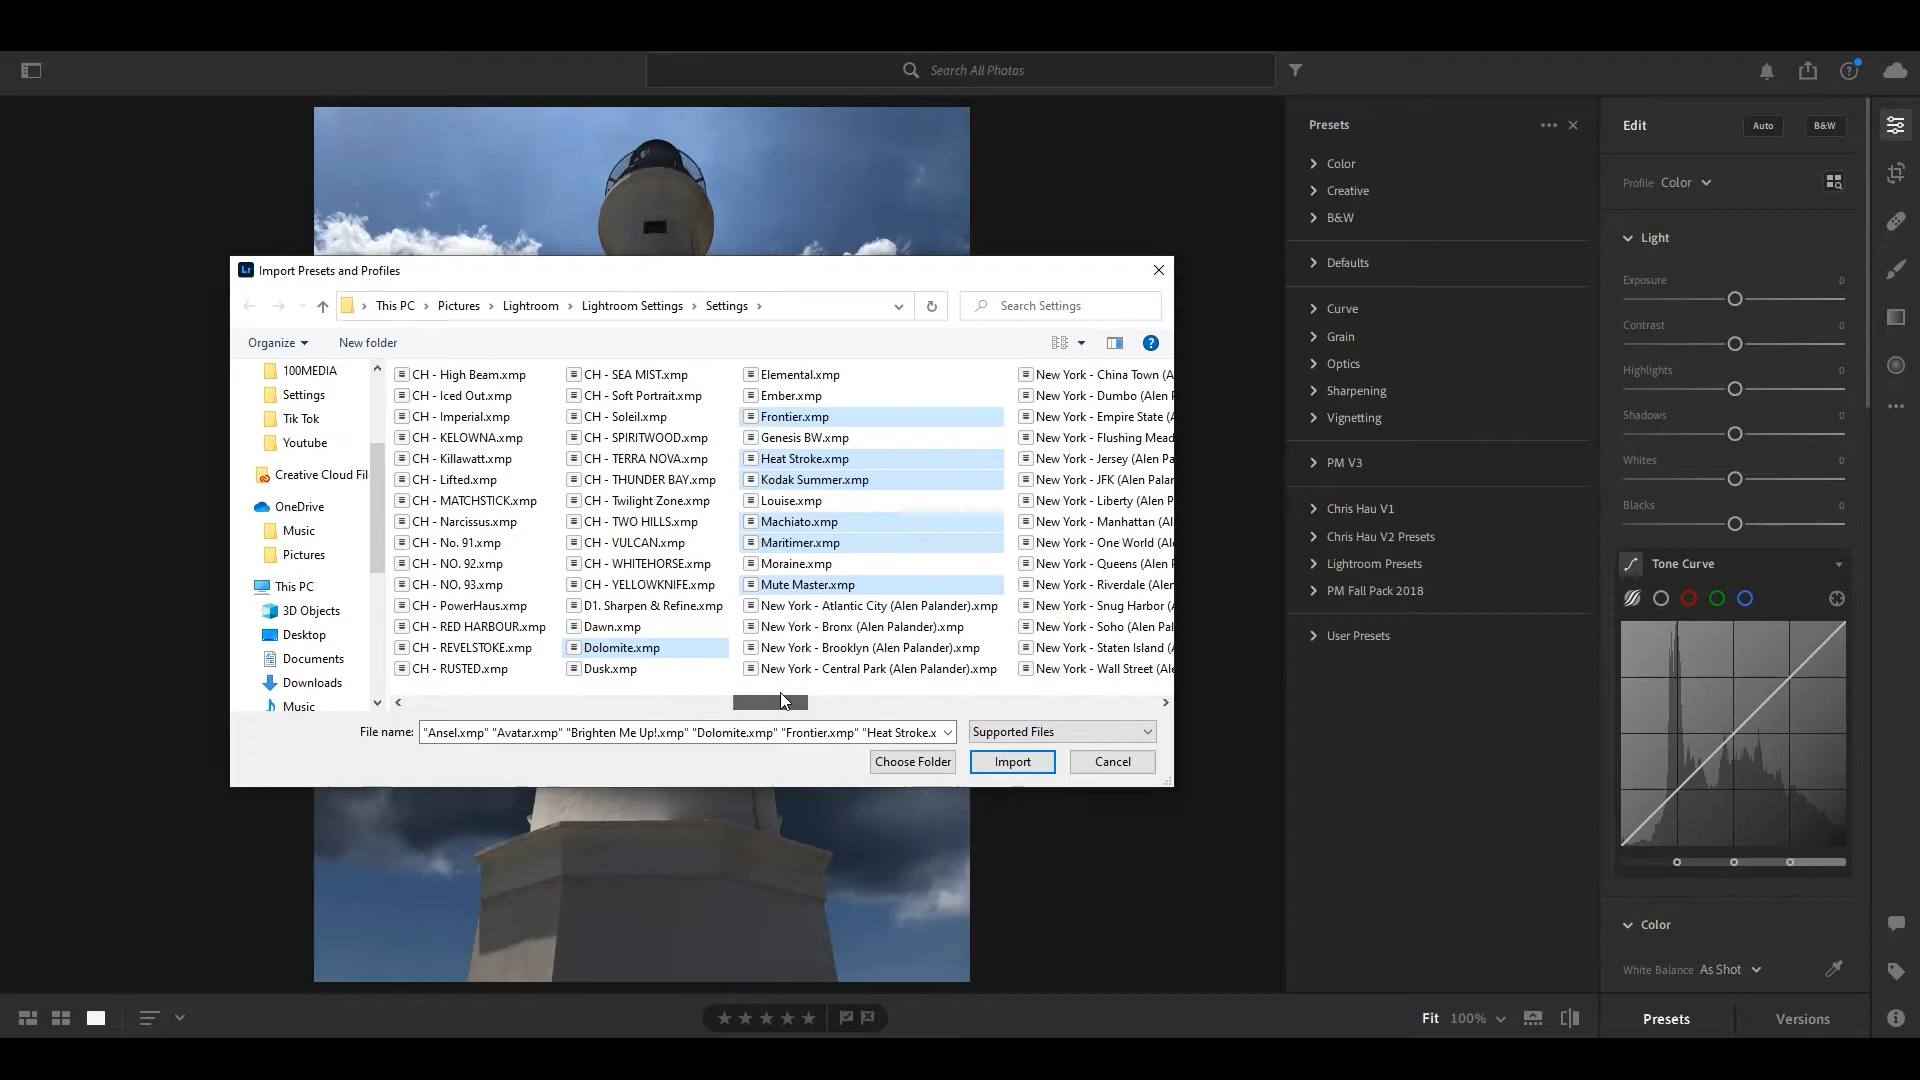 Search All Photos
Presets
Color
Creative
B&W
Defaults
Curve
Grain
Optics
Sharpening
Vignetting
PM V3
Chris Hau V1
Chris Hau V2 Presets
Lightroom Presets
PM Fall Pack 2018
User Presets
Edit
Auto
B&W
Profile Color
Light
Exposure 0
Contrast 0
Highlights 0
Shadows 0
Whites 0
Blacks 0
Tone Curve
Color
White Balance As Shot
Presets
Versions
Fit 100%
Lr Import Presets and Profiles
This PC > Pictures > Lightroom > Lightroom Settings > Settings >
Search Settings
Organize
New folder
100MEDIA
Settings
Tik Tok
Youtube
Creative Cloud Fil
OneDrive
Music
Pictures
This PC
3D Objects
Desktop
Documents
Downloads
Music
CH - High Beam.xmp
CH - Iced Out.xmp
CH - Imperial.xmp
CH - KELOWNA.xmp
CH - Killawatt.xmp
CH - Lifted.xmp
CH - MATCHSTICK.xmp
CH - Narcissus.xmp
CH - No. 91.xmp
CH - NO. 92.xmp
CH - NO. 93.xmp
CH - PowerHaus.xmp
CH - RED HARBOUR.xmp
CH - REVELSTOKE.xmp
CH - RUSTED.xmp
CH - SEA MIST.xmp
CH - Soft Portrait.xmp
CH - Soleil.xmp
CH - SPIRITWOOD.xmp
CH - TERRA NOVA.xmp
CH - THUNDER BAY.xmp
CH - Twilight Zone.xmp
CH - TWO HILLS.xmp
CH - VULCAN.xmp
CH - WHITEHORSE.xmp
CH - YELLOWKNIFE.xmp
D1. Sharpen & Refine.xmp
Dawn.xmp
Dolomite.xmp
Dusk.xmp
Elemental.xmp
Ember.xmp
Frontier.xmp
Genesis BW.xmp
Heat Stroke.xmp
Kodak Summer.xmp
Louise.xmp
Machiato.xmp
Maritimer.xmp
Moraine.xmp
Mute Master.xmp
New York - Atlantic City (Alen Palander).xmp
New York - Bronx (Alen Palander).xmp
New York - Brooklyn (Alen Palander).xmp
New York - Central Park (Alen Palander).xmp
New York - China Town (A
New York - Dumbo (Alen P
New York - Empire State (A
New York - Flushing Mead
New York - Jersey (Alen Pa
New York - JFK (Alen Palar
New York - Liberty (Alen P
New York - Manhattan (Al
New York - One World (Al
New York - Queens (Alen P
New York - Riverdale (Alen
New York - Snug Harbor (A
New York - Soho (Alen Pal
New York - Staten Island (A
New York - Wall Street (Ale
File name: "Ansel.xmp" "Avatar.xmp" "Brighten Me Up!.xmp" "Dolomite.xmp" "Frontier.xmp" "Heat Stroke.x
Supported Files
Choose Folder
Import
Cancel